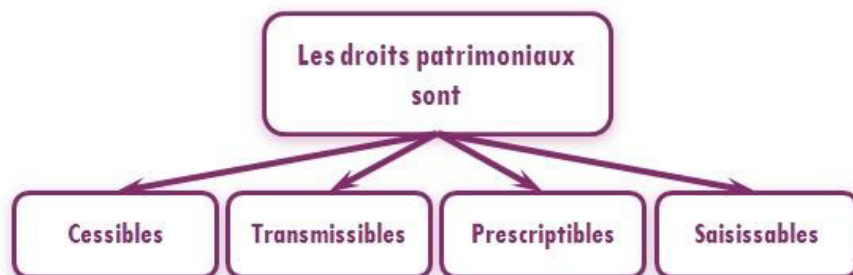 Les droits patrimoniaux
sont
Cessibles
Transmissibles
Prescriptibles
Saisissables